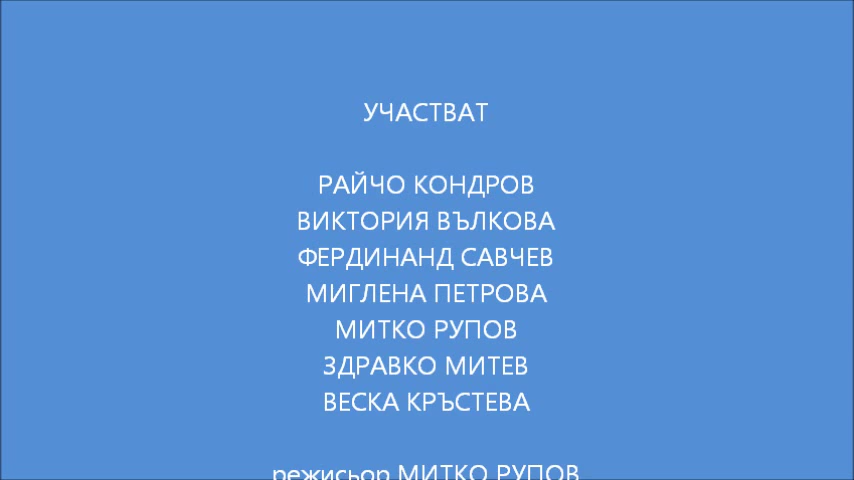 УЧАСТВАТ
РАЙЧО КОНДРОВ
ВИКТОРИЯ ВЪЛКОВА
ФЕРДИНАНД САВЧЕВ
МИГЛЕНА ПЕТРОВА
МИТКО РУПОВ
ЗДРАВКО МИТЕВ
ВЕСКА КРЪСТЕВА
режисьор МИТКО РУПОВ